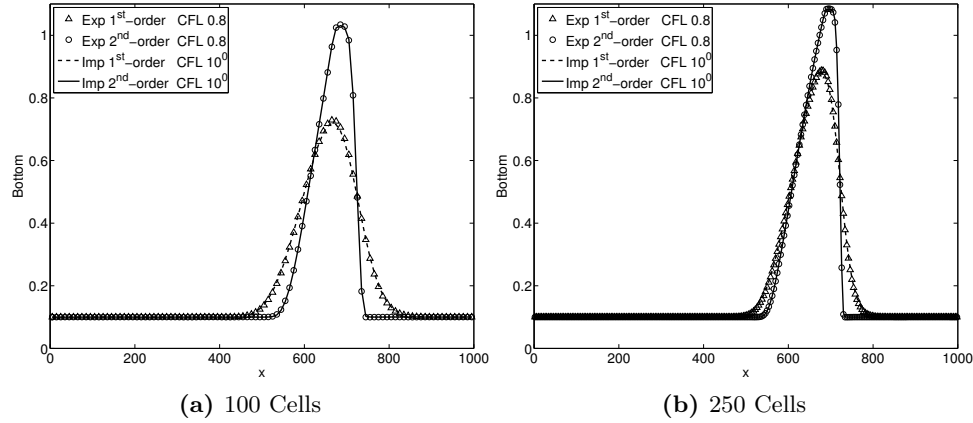 Exp 1st−order CFL 0.8
Exp 2nd−order CFL 0.8
Imp 1st−order CFL 10^0
Imp 2nd−order CFL 10^0
1
0.8
0.6
0.4
0.2
0
Bottom
0 200 400 600 800 1000
x
(a) 100 Cells
Exp 1st−order CFL 0.8
Exp 2nd−order CFL 0.8
Imp 1st−order CFL 10^0
Imp 2nd−order CFL 10^0
1
0.8
0.6
0.4
0.2
0
Bottom
0 200 400 600 800 1000
x
(b) 250 Cells